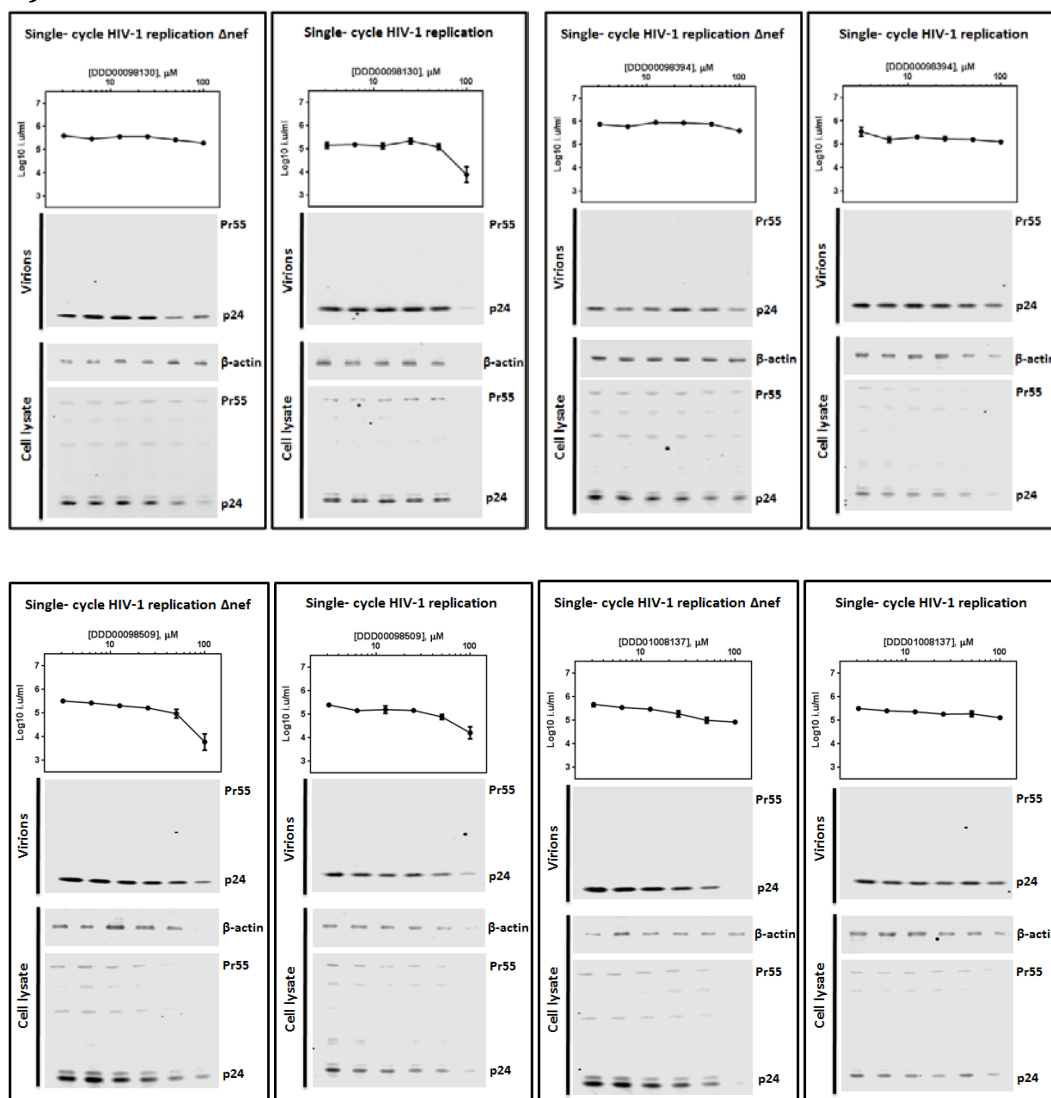 Single- cycle HIV-1 replication Δnef
[DDD00098130], µM
10 100
Log10 i.u/ml
7
6
5
4
3
Virions
Pr55
p24
β-actin
Cell lysate
Pr55
p24
Single- cycle HIV-1 replication
[DDD00098130], µM
10 100
Log10 i.u/ml
7
6
5
4
3
Virions
Pr55
p24
β-actin
Cell lysate
Pr55
p24
Single- cycle HIV-1 replication Δnef
[DDD00098394], µM
10 100
Log10 i.u/ml
7
6
5
4
3
Virions
Pr55
p24
β-actin
Cell lysate
Pr55
p24
Single- cycle HIV-1 replication
[DDD00098394], µM
10 100
Log10 i.u/ml
7
6
5
4
3
Virions
Pr55
p24
β-actin
Cell lysate
Pr55
p24
Single- cycle HIV-1 replication Δnef
[DDD00098509], µM
10 100
Log10 i.u/ml
7
6
5
4
3
Virions
Pr55
p24
β-actin
Cell lysate
Pr55
p24
Single- cycle HIV-1 replication
[DDD00098509], µM
10 100
Log10 i.u/ml
7
6
5
4
3
Virions
Pr55
p24
β-actin
Cell lysate
Pr55
p24
Single- cycle HIV-1 replication Δnef
[DDD01008137], µM
10 100
Log10 i.u/ml
7
6
5
4
3
Virions
Pr55
p24
β-actin
Cell lysate
Pr55
p24
Single- cycle HIV-1 replication
[DDD01008137], µM
10 100
Log10 i.u/ml
7
6
5
4
3
Virions
Pr55
p24
β-actin
Cell lysate
Pr55
p24